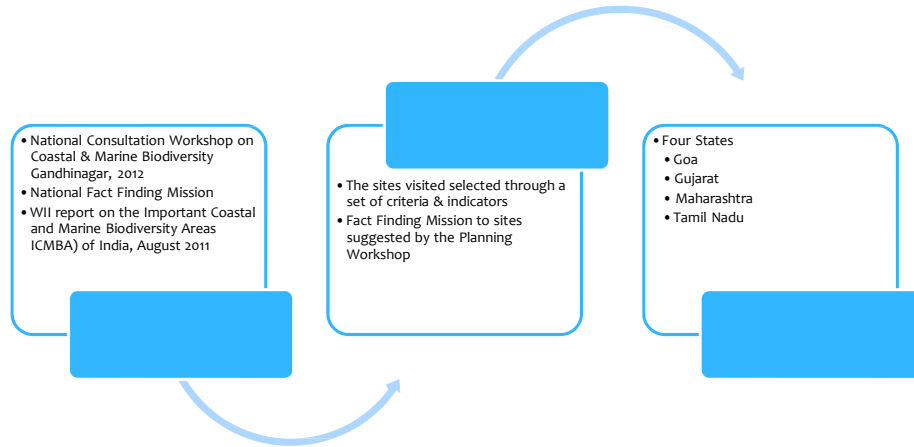 • National Consultation Workshop on
Coastal & Marine Biodiversity
Gandhinagar, 2012
• National Fact Finding Mission
• WII report on the Important Coastal
and Marine Biodiversity Areas
ICMBA) of India, August 2011
• The sites visited selected through a
set of criteria & indicators
• Fact Finding Mission to sites
suggested by the Planning
Workshop
• Four States
• Goa
• Gujarat
• Maharashtra
• Tamil Nadu